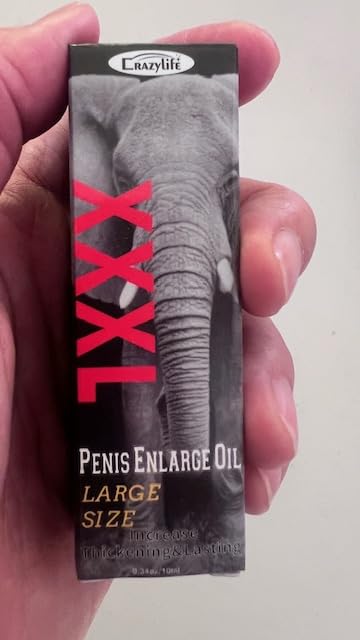 CRAZYLIFE
XXXL
PENIS ENLARGE OIL
LARGE
SIZE
Increase
Thickening&Lasting
0.34oz/10ml